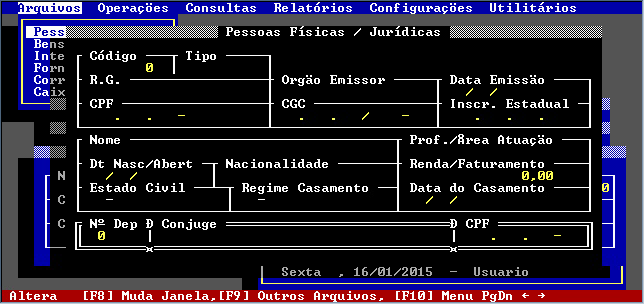 Arquivos Operações Consultas Relatórios Configurações Utilitários
Pess
Pessoas Físicas / Jurídicas
Bens
Inte
Forn
Corr
Caix
Código Tipo
0
R.G. Orgão Emissor Data Emissão
/ /
CPF CGC Inscr. Estadual
. . - . . / - . . .
Nome Prof./Área Atuação
Dt Nasc/Abert Nacionalidade Renda/Faturamento
/ / 0,00
Estado Civil Regime Casamento Data do Casamento
- - / /
Nº Dep Ð Conjuge Ð CPF
0 . . -
N
C
C
0
Sexta , 16/01/2015 - Usuario
Altera [F8] Muda Janela,[F9] Outros Arquivos, [F10] Menu PgDn ← →